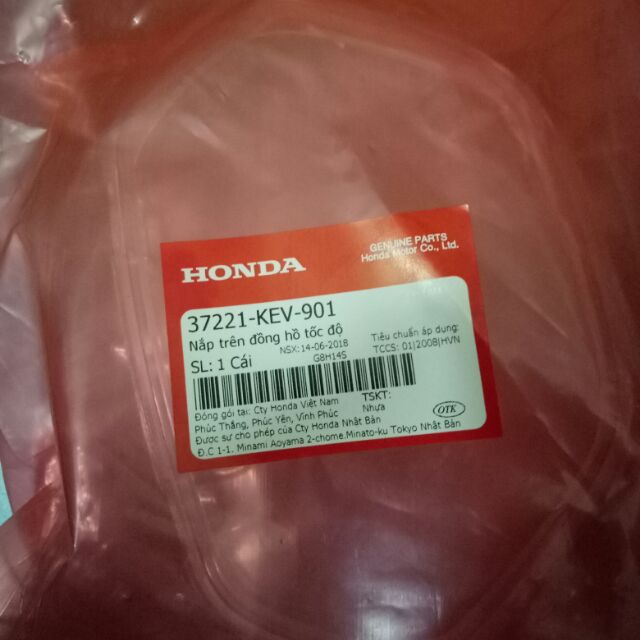 GENUINE PARTS
HONDA
Honda Motor Co., Ltd.
37221-KEV-901
Nắp trên đồng hồ tốc độ
NSX:14-06-2018
Tiêu chuẩn áp dụng:
SL: 1 Cái
G8H14S
TCCS: 01|2008|HVN
Đóng gói tại: Cty Honda Việt Nam
TSKT:
Phúc Thắng, Phúc Yên, Vĩnh Phúc
Nhựa
OTK
Được sự cho phép của Cty Honda Nhật Bản
Đ.C 1-1. Minami Aoyama 2-chome.Minato-ku Tokyo Nhật Bản